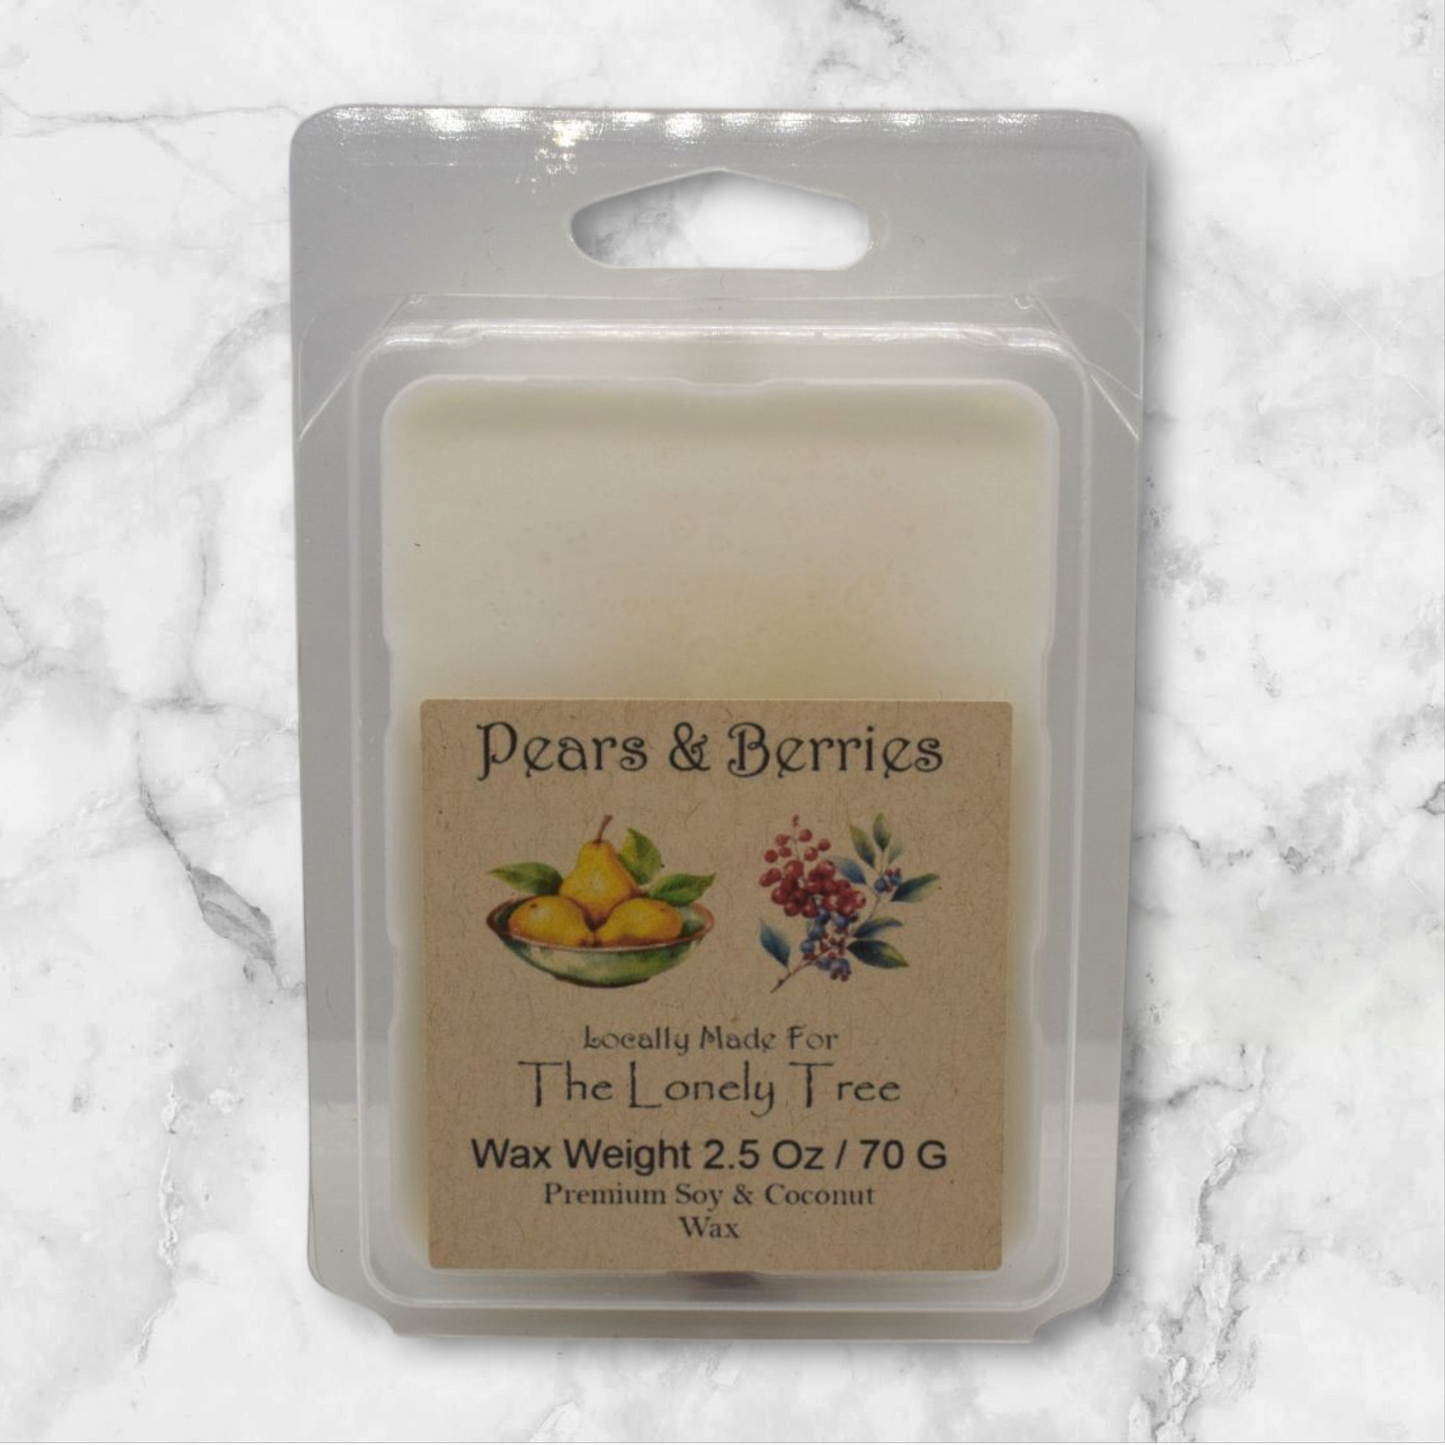 Pears & Berries
Locally Made For
The Lonely Tree
Wax Weight 2.5 Oz / 70 G
Premium Soy & Coconut
Wax